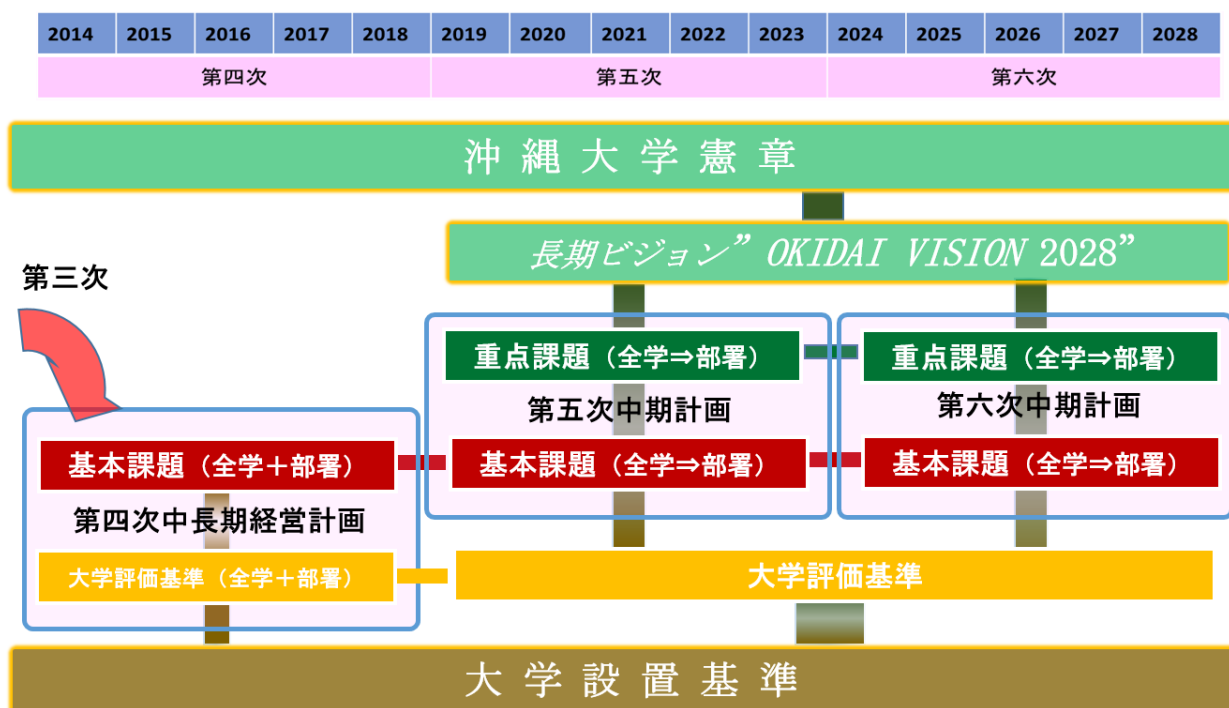 2014 2015 2016 2017 2018 2019 2020 2021 2022 2023 2024 2025 2026 2027 2028
第四次 第五次 第六次
沖縄大学憲章
長期ビジョン”OKIDAI VISION 2028”
第三次
重点課題（全学⇒部署） 重点課題（全学⇒部署）
第五次中期計画 第六次中期計画
基本課題（全学＋部署） 基本課題（全学⇒部署） 基本課題（全学⇒部署）
第四次中長期経営計画
大学評価基準（全学＋部署） 大学評価基準
大学設置基準